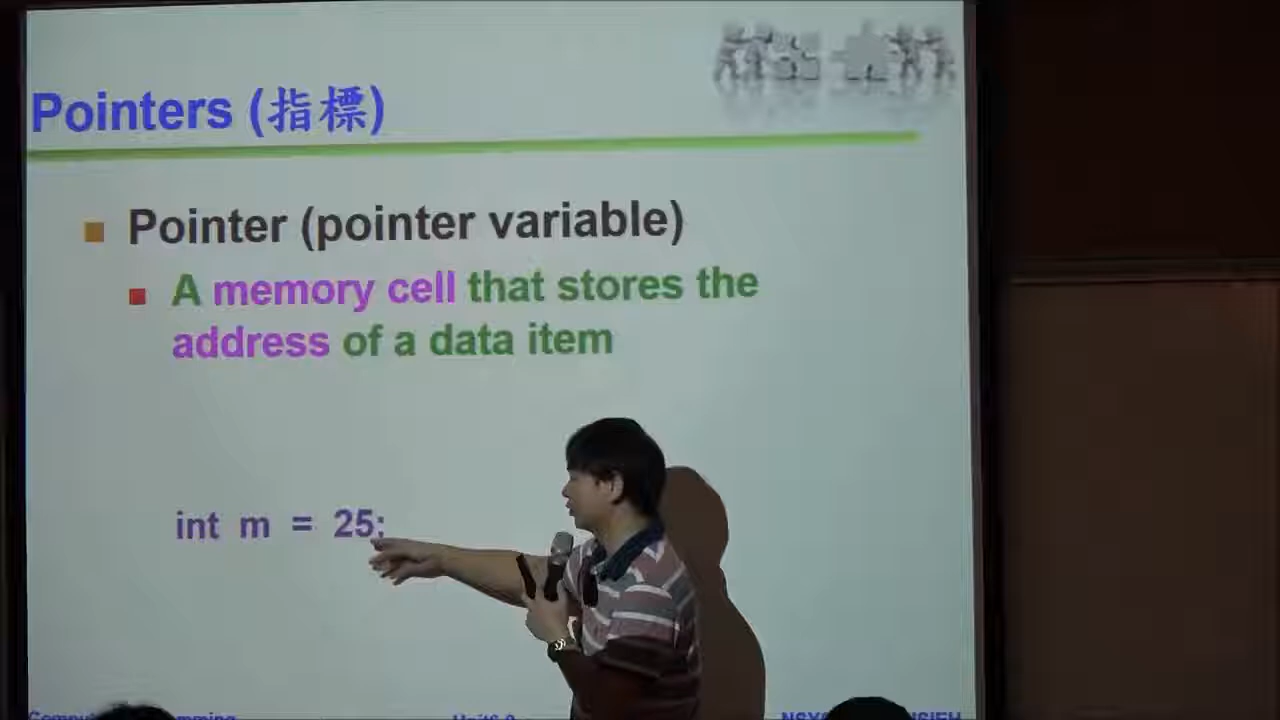 Pointers (指標)
Pointer (pointer variable)
A memory cell that stores the
address of a data item
int m = 25;